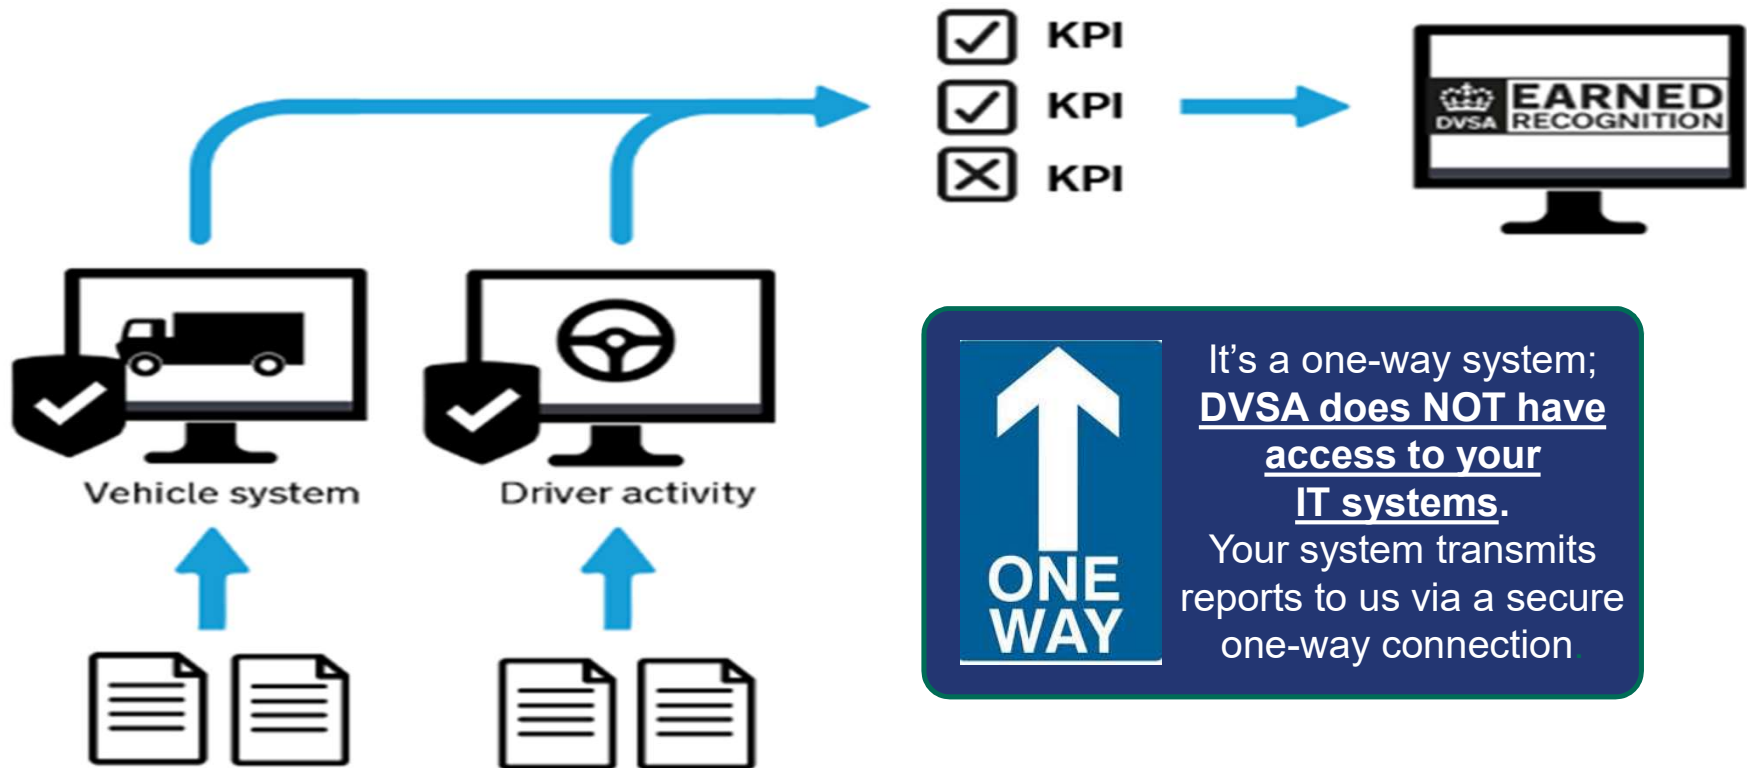 KPI
KPI
KPI
DVSA
EARNED
RECOGNITION
Vehicle system
Driver activity
ONE
WAY
It’s a one-way system;
DVSA does NOT have
access to your
IT systems.
Your system transmits
reports to us via a secure
one-way connection.